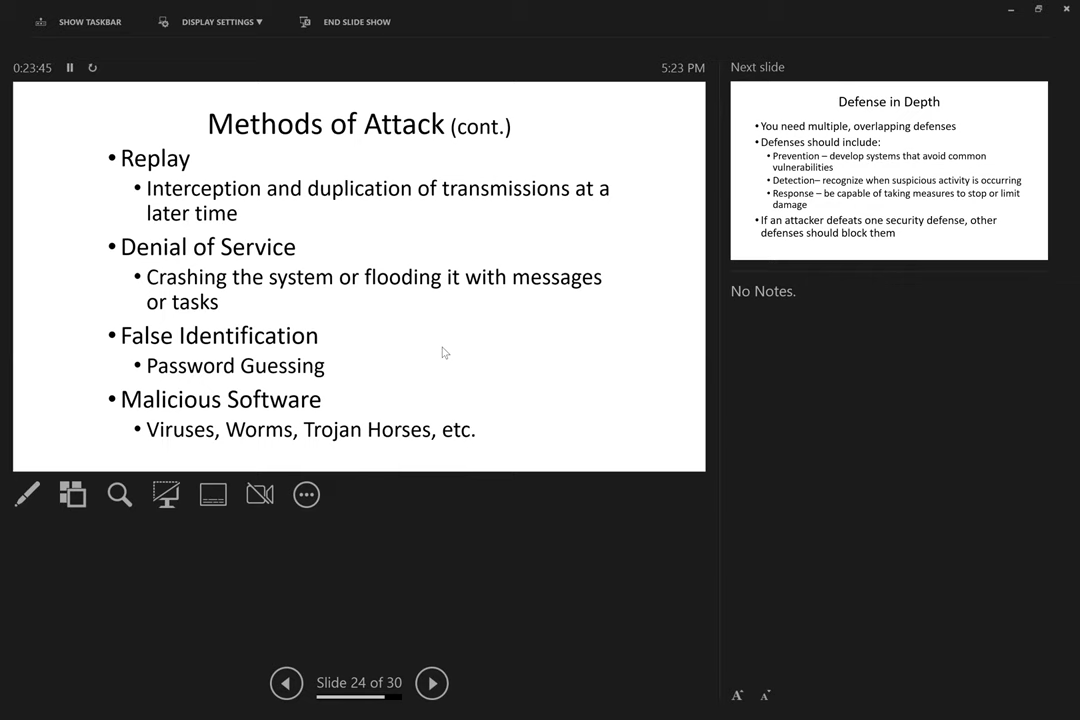 SHOW TASKBAR
DISPLAY SETTINGS ▼
END SLIDE SHOW
0:23:45
5:23 PM
Methods of Attack (cont.)
• Replay
• Interception and duplication of transmissions at a
later time
• Denial of Service
• Crashing the system or flooding it with messages
or tasks
• False Identification
• Password Guessing
• Malicious Software
• Viruses, Worms, Trojan Horses, etc.
Slide 24 of 30
Next slide
Defense in Depth
• You need multiple, overlapping defenses
• Defenses should include:
• Prevention – develop systems that avoid common
vulnerabilities
• Detection– recognize when suspicious activity is occurring
• Response – be capable of taking measures to stop or limit
damage
• If an attacker defeats one security defense, other
defenses should block them
No Notes.
A A